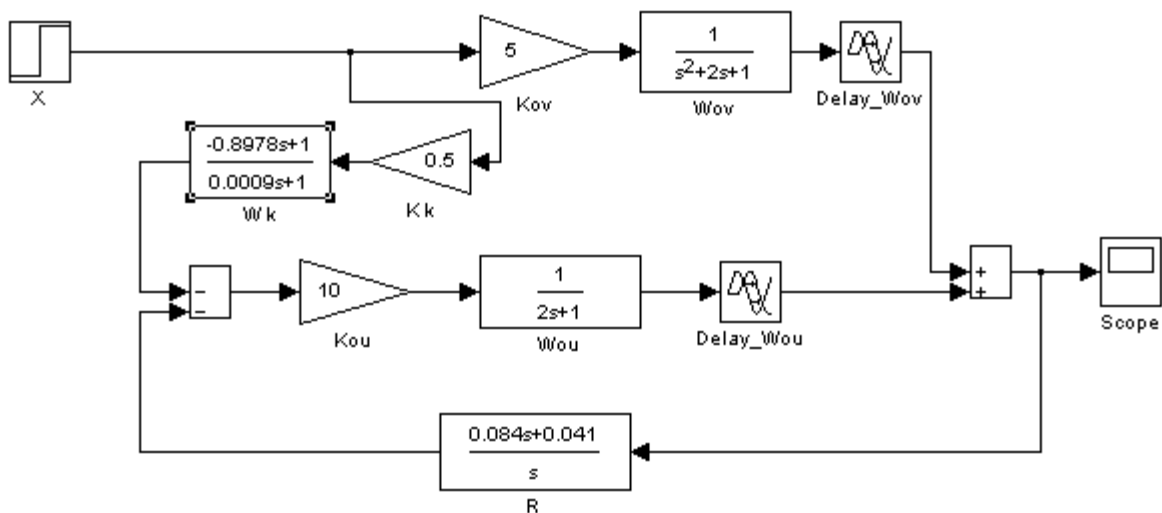 X
5
Kov
1
s²+2s+1
Wov
Delay_Wov
-0.8978s+1
0.0009s+1
Wk
0.5
Kk
−
−
10
Kou
1
2s+1
Wou
Delay_Wou
+
+
Scope
0.084s+0.041
s
R